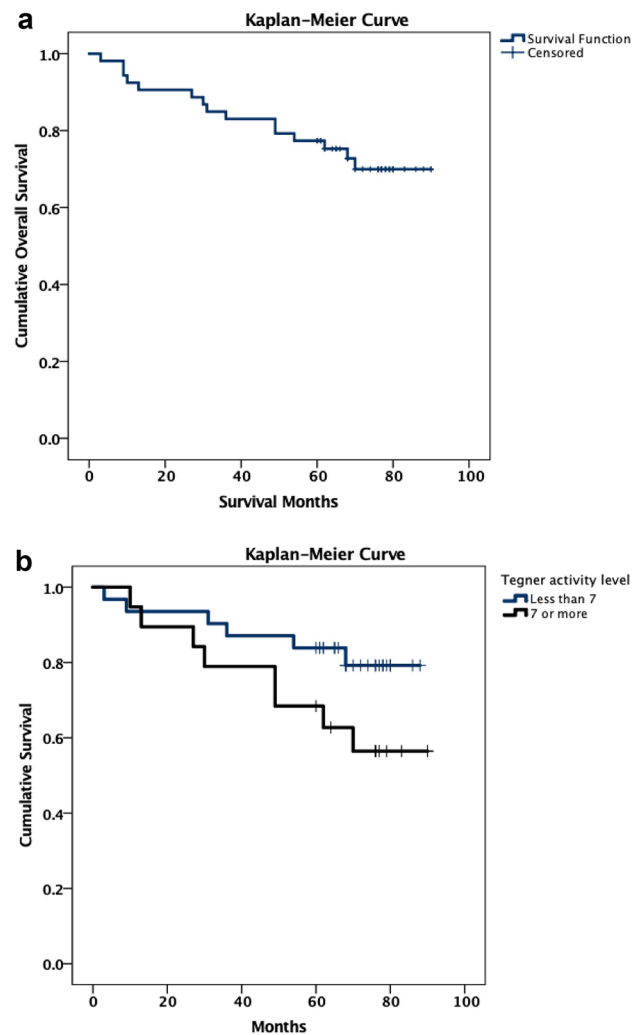 a
Kaplan-Meier Curve
Survival Function
Censored
1.0
0.8
0.6
0.4
0.2
0.0
Cumulative Overall Survival
0 20 40 60 80 100
Survival Months
b
Kaplan-Meier Curve
Tegner activity level
Less than 7
7 or more
1.0
0.8
0.6
0.4
0.2
0.0
Cumulative Survival
0 20 40 60 80 100
Months